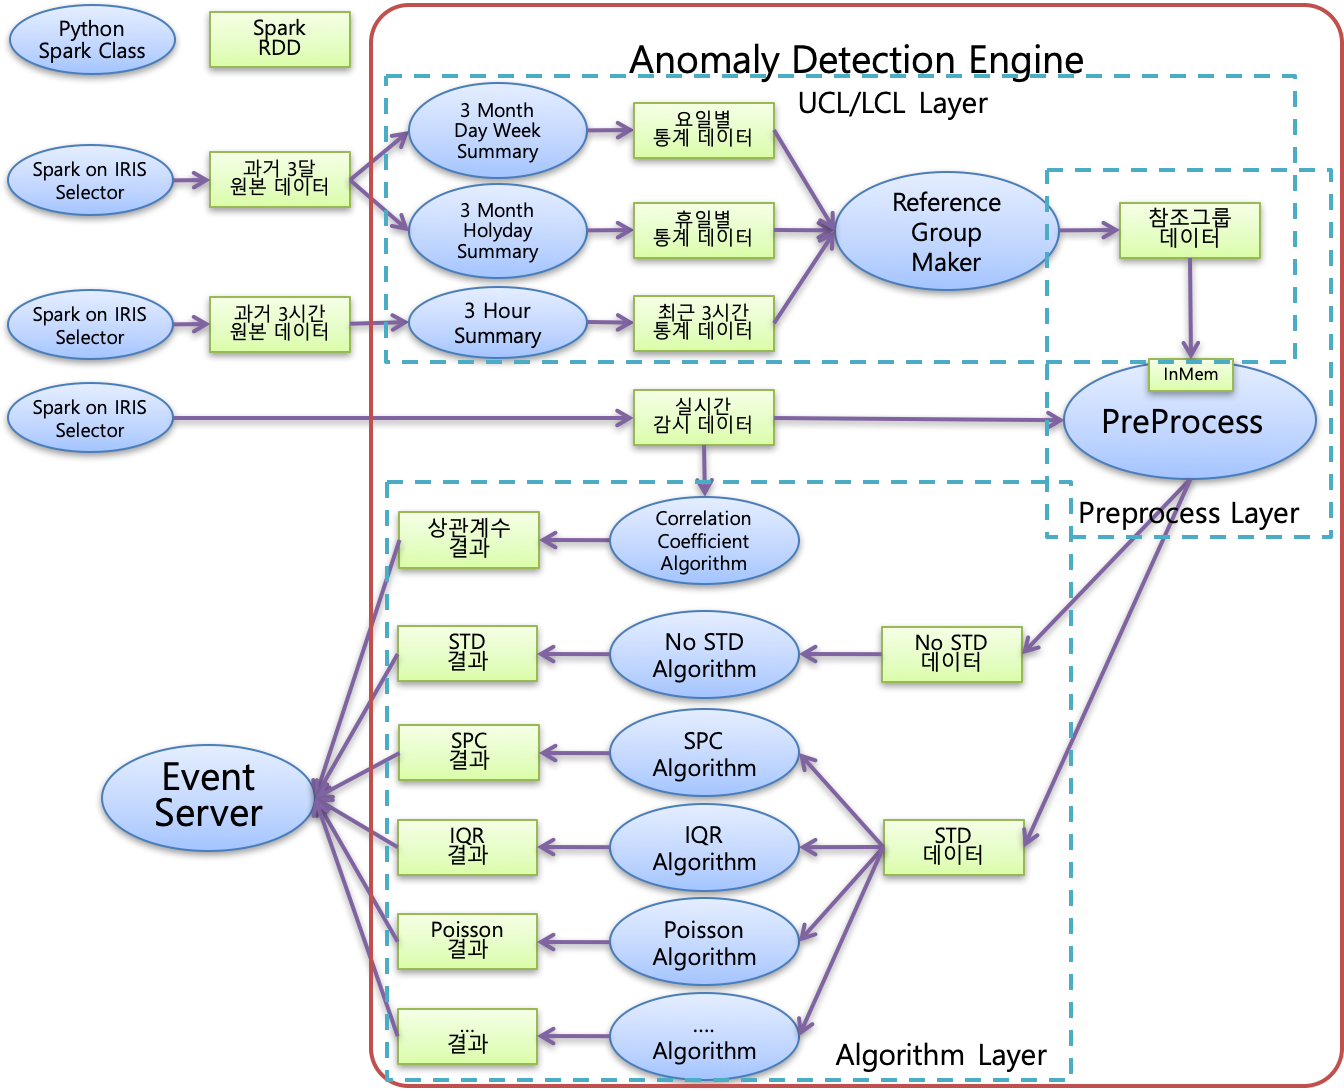 Python
Spark Class
Spark
RDD
Anomaly Detection Engine
UCL/LCL Layer
Spark on IRIS
Selector
과거 3달
원본 데이터
3 Month
Day Week
Summary
요일별
통계 데이터
3 Month
Holyday
Summary
휴일별
통계 데이터
Reference
Group
Maker
참조그룹
데이터
Spark on IRIS
Selector
과거 3시간
원본 데이터
3 Hour
Summary
최근 3시간
통계 데이터
Spark on IRIS
Selector
실시간
감시 데이터
InMem
PreProcess
Preprocess Layer
상관계수
결과
Correlation
Coefficient
Algorithm
STD
결과
No STD
Algorithm
No STD
데이터
Event
Server
SPC
결과
SPC
Algorithm
IQR
결과
IQR
Algorithm
STD
데이터
Poisson
결과
Poisson
Algorithm
...
결과
....
Algorithm
Algorithm Layer